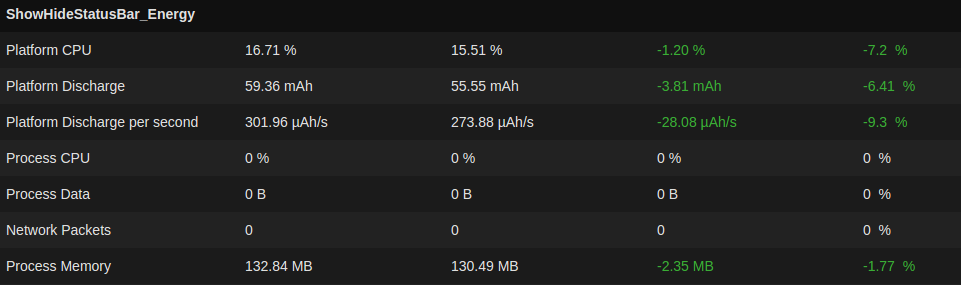 ShowHideStatusBar_Energy
Platform CPU 16.71 % 15.51 % -1.20 % -7.2 %
Platform Discharge 59.36 mAh 55.55 mAh -3.81 mAh -6.41 %
Platform Discharge per second 301.96 µAh/s 273.88 µAh/s -28.08 µAh/s -9.3 %
Process CPU 0 % 0 % 0 % 0 %
Process Data 0 B 0 B 0 B 0 %
Network Packets 0 0 0 0 %
Process Memory 132.84 MB 130.49 MB -2.35 MB -1.77 %